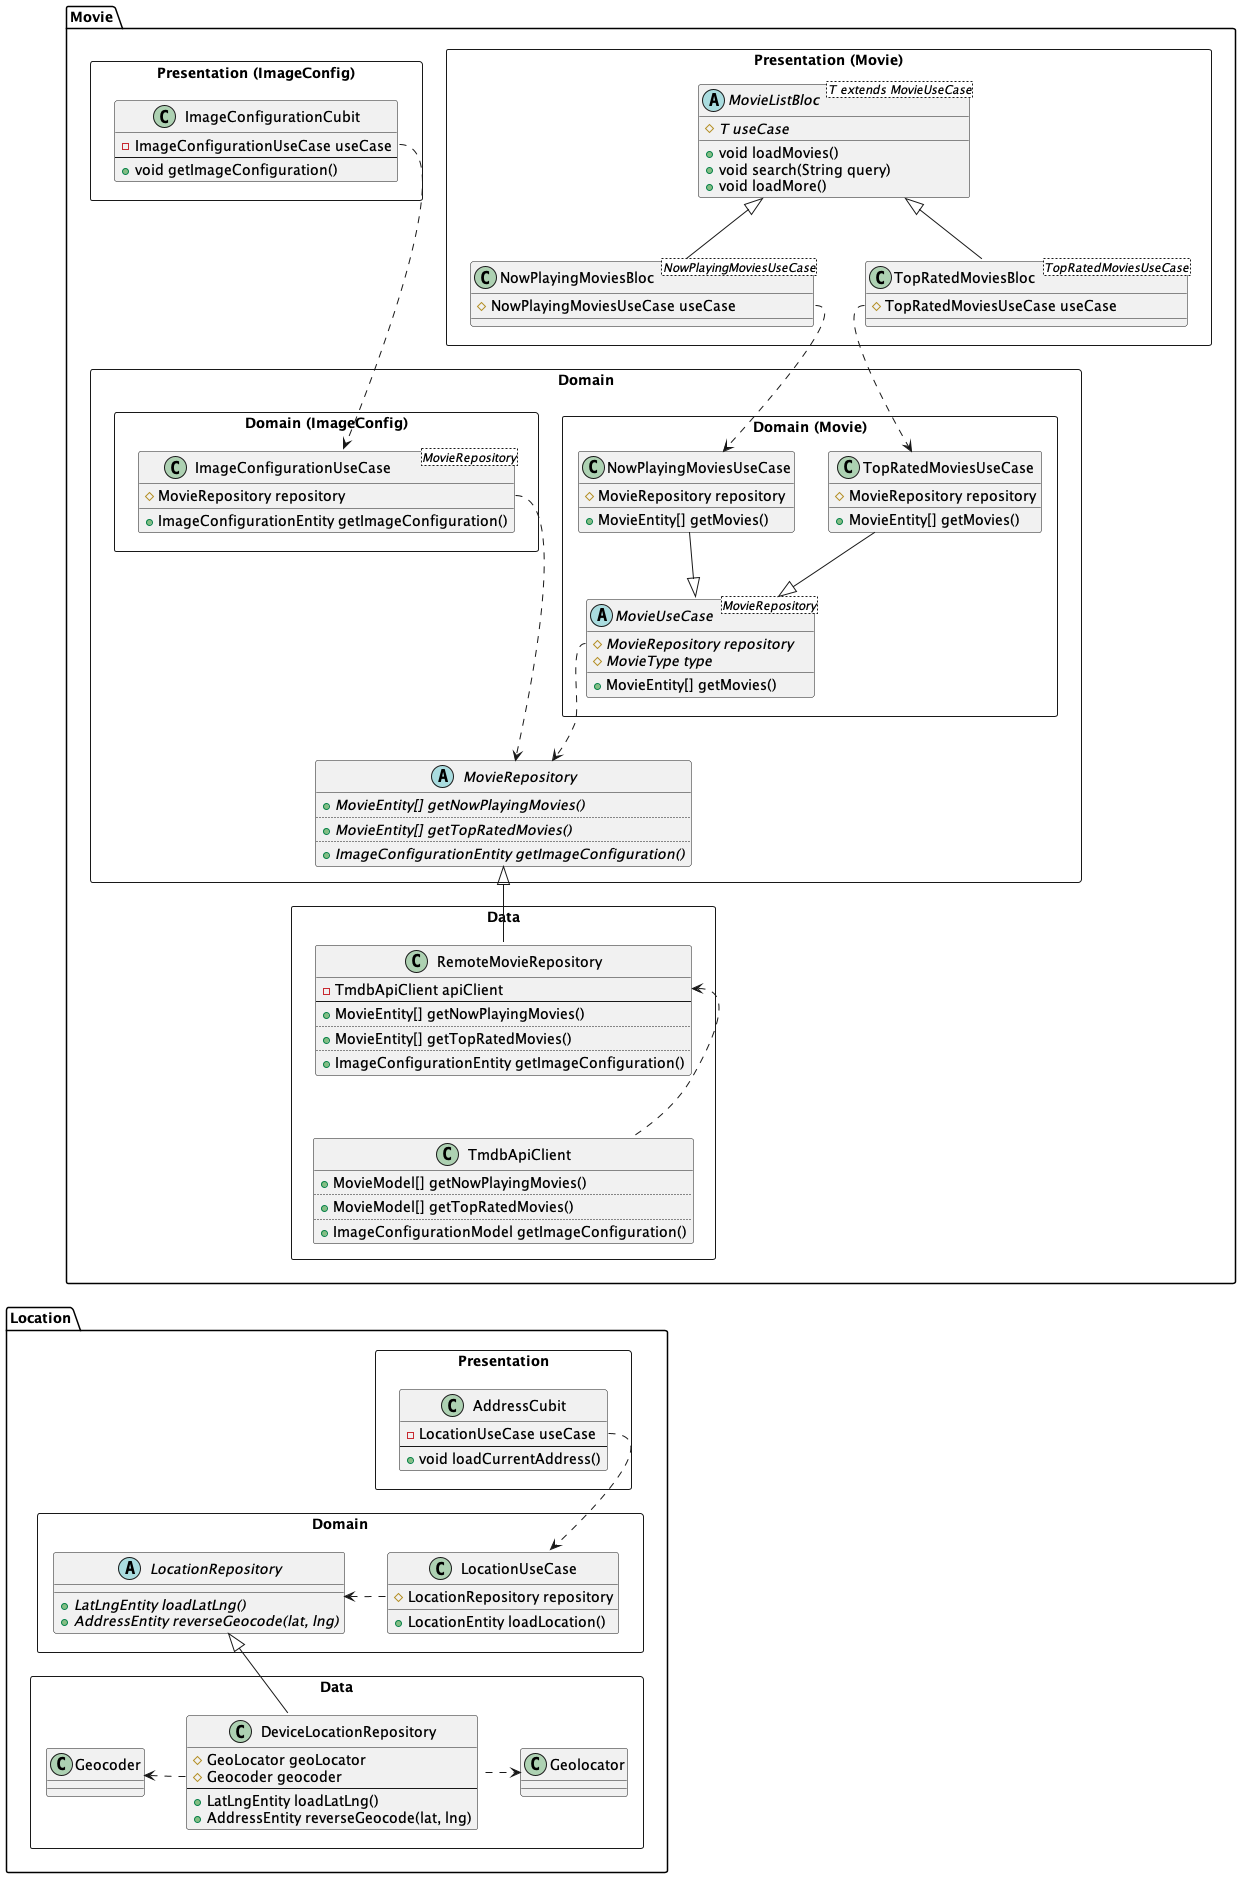 Movie
Presentation (ImageConfig)
C ImageConfigurationCubit
ImageConfigurationUseCase useCase
void getImageConfiguration()
Presentation (Movie)
A MovieListBloc
T extends MovieUseCase
T useCase
void loadMovies()
void search(String query)
void loadMore()
C NowPlayingMoviesBloc
NowPlayingMoviesUseCase
NowPlayingMoviesUseCase useCase
C TopRatedMoviesBloc
TopRatedMoviesUseCase
TopRatedMoviesUseCase useCase
Domain
Domain (ImageConfig)
C ImageConfigurationUseCase
MovieRepository
MovieRepository repository
ImageConfigurationEntity getImageConfiguration()
Domain (Movie)
C NowPlayingMoviesUseCase
MovieRepository repository
MovieEntity[] getMovies()
C TopRatedMoviesUseCase
MovieRepository repository
MovieEntity[] getMovies()
A MovieUseCase
MovieRepository
MovieRepository repository
MovieType type
MovieEntity[] getMovies()
A MovieRepository
MovieEntity[] getNowPlayingMovies()
MovieEntity[] getTopRatedMovies()
ImageConfigurationEntity getImageConfiguration()
Data
C RemoteMovieRepository
TmdbApiClient apiClient
MovieEntity[] getNowPlayingMovies()
MovieEntity[] getTopRatedMovies()
ImageConfigurationEntity getImageConfiguration()
C TmdbApiClient
MovieModel[] getNowPlayingMovies()
MovieModel[] getTopRatedMovies()
ImageConfigurationModel getImageConfiguration()
Location
Presentation
C AddressCubit
LocationUseCase useCase
void loadCurrentAddress()
Domain
A LocationRepository
LatLngEntity loadLatLng()
AddressEntity reverseGeocode(lat, lng)
C LocationUseCase
LocationRepository repository
LocationEntity loadLocation()
Data
C Geocoder
C DeviceLocationRepository
GeoLocator geoLocator
Geocoder geocoder
LatLngEntity loadLatLng()
AddressEntity reverseGeocode(lat, lng)
C Geolocator